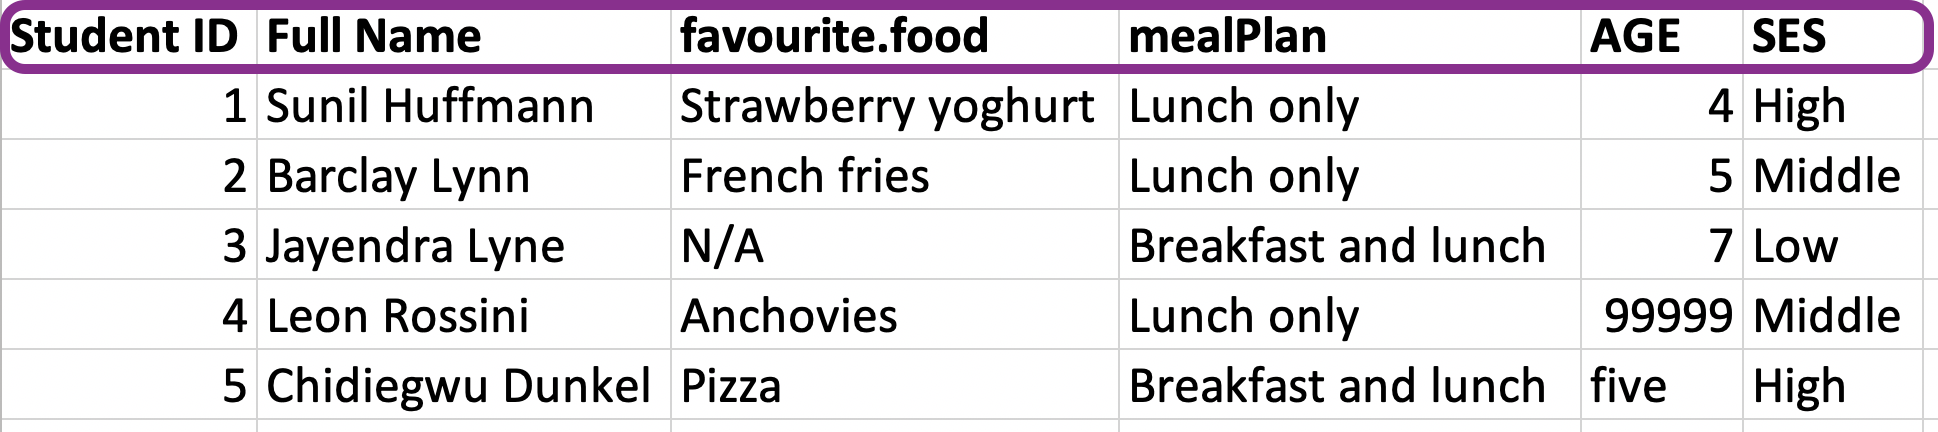 Student ID Full Name favourite.food mealPlan AGE SES
1 Sunil Huffmann Strawberry yoghurt Lunch only 4 High
2 Barclay Lynn French fries Lunch only 5 Middle
3 Jayendra Lyne N/A Breakfast and lunch 7 Low
4 Leon Rossini Anchovies Lunch only 99999 Middle
5 Chidiegwu Dunkel Pizza Breakfast and lunch five High